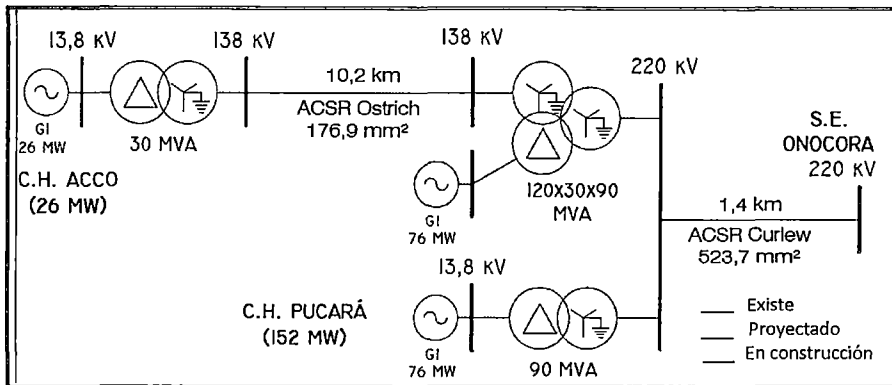 13,8 KV
138 KV
138 KV
220 KV
10,2 km
ACSR Ostrich
176,9 mm²
S.E.
ONOCORA
220 KV
GI
26 MW
30 MVA
C.H. ACCO
(26 MW)
GI
76 MW
120x30x90
MVA
1,4 km
ACSR Curlew
523,7 mm²
13,8 KV
C.H. PUCARÁ
(152 MW)
GI
76 MW
90 MVA
Existe
Proyectado
En construcción